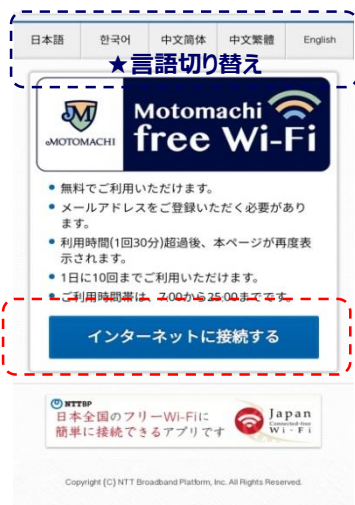 日本語 한국어 中文简体 中文繁體 English
★言語切り替え
MOTOMACHI
Motomachi
free Wi-Fi
• 無料でご利用いただけます。
• メールアドレスをご登録いただく必要があり
ます。
• 利用時間(1回30分)超過後、本ページが再度表
示されます。
• 1日に10回までご利用いただけます。
• ご利用時間帯は、7:00から25:00までです。
インターネットに接続する
NTTBP
日本全国のフリーWi-Fiに
簡単に接続できるアプリです
Japan
Connected-free
Wi-Fi
Copyright (C) NTT Broadband Platform, Inc. All Rights Reserved.